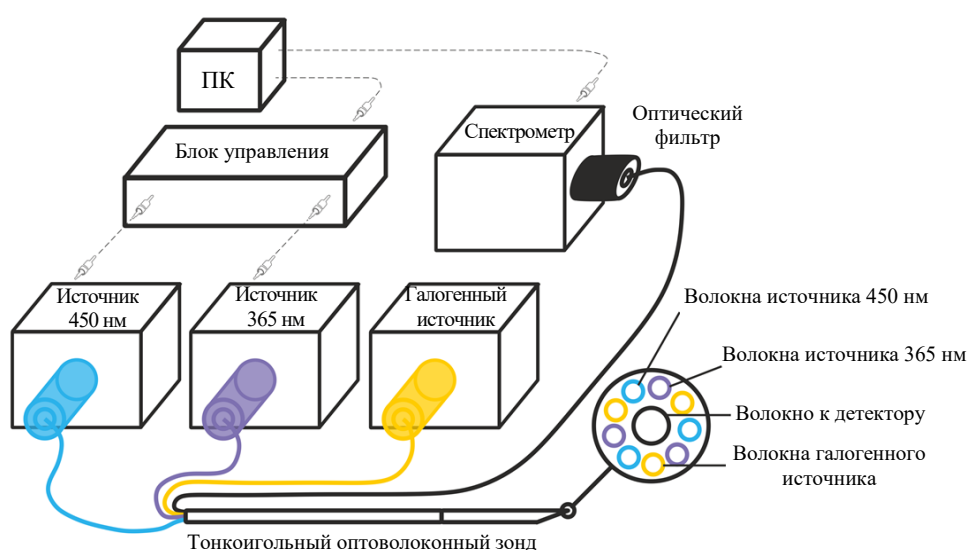 ПК
Блок управления
Спектрометр
Оптический
фильтр
Источник
450 нм
Источник
365 нм
Галогенный
источник
Волокна источника 450 нм
Волокна источника 365 нм
Волокно к детектору
Волокна галогенного
источника
Тонкоигольный оптоволоконный зонд